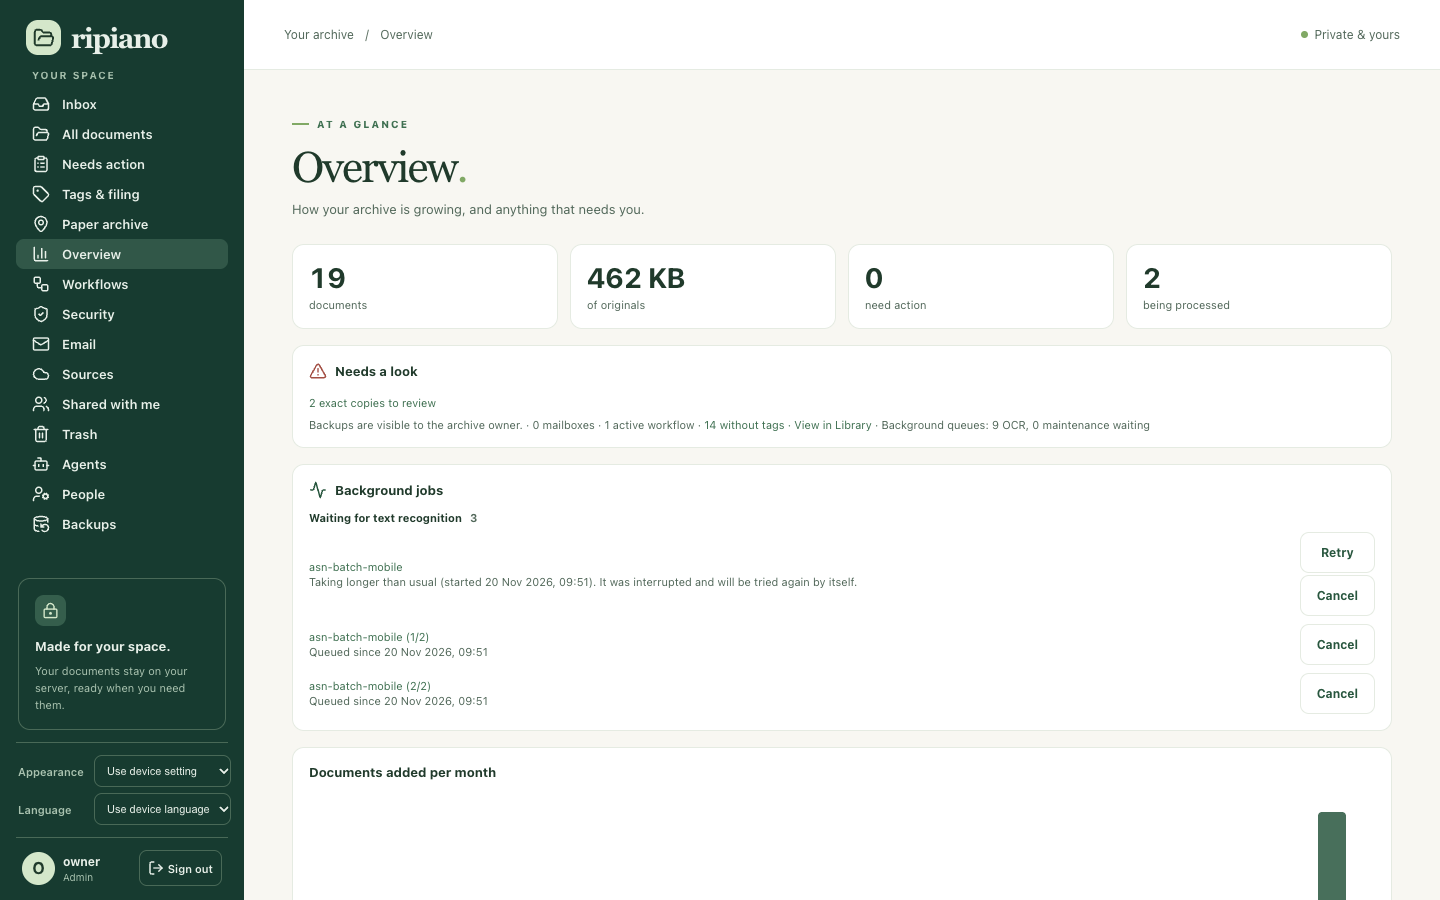 ripiano
YOUR SPACE
Inbox
All documents
Needs action
Tags & filing
Paper archive
Overview
Workflows
Security
Email
Sources
Shared with me
Trash
Agents
People
Backups
Made for your space.
Your documents stay on your
server, ready when you need
them.
Appearance Use device setting
Language Use device language
O owner
Admin
Sign out
Your archive / Overview
Private & yours
AT A GLANCE
Overview.
How your archive is growing, and anything that needs you.
19
documents
462 KB
of originals
0
need action
2
being processed
Needs a look
2 exact copies to review
Backups are visible to the archive owner. · 0 mailboxes · 1 active workflow · 14 without tags · View in Library · Background queues: 9 OCR, 0 maintenance waiting
Background jobs
Waiting for text recognition 3
asn-batch-mobile
Taking longer than usual (started 20 Nov 2026, 09:51). It was interrupted and will be tried again by itself.
Retry
Cancel
asn-batch-mobile (1/2)
Queued since 20 Nov 2026, 09:51
Cancel
asn-batch-mobile (2/2)
Queued since 20 Nov 2026, 09:51
Cancel
Documents added per month